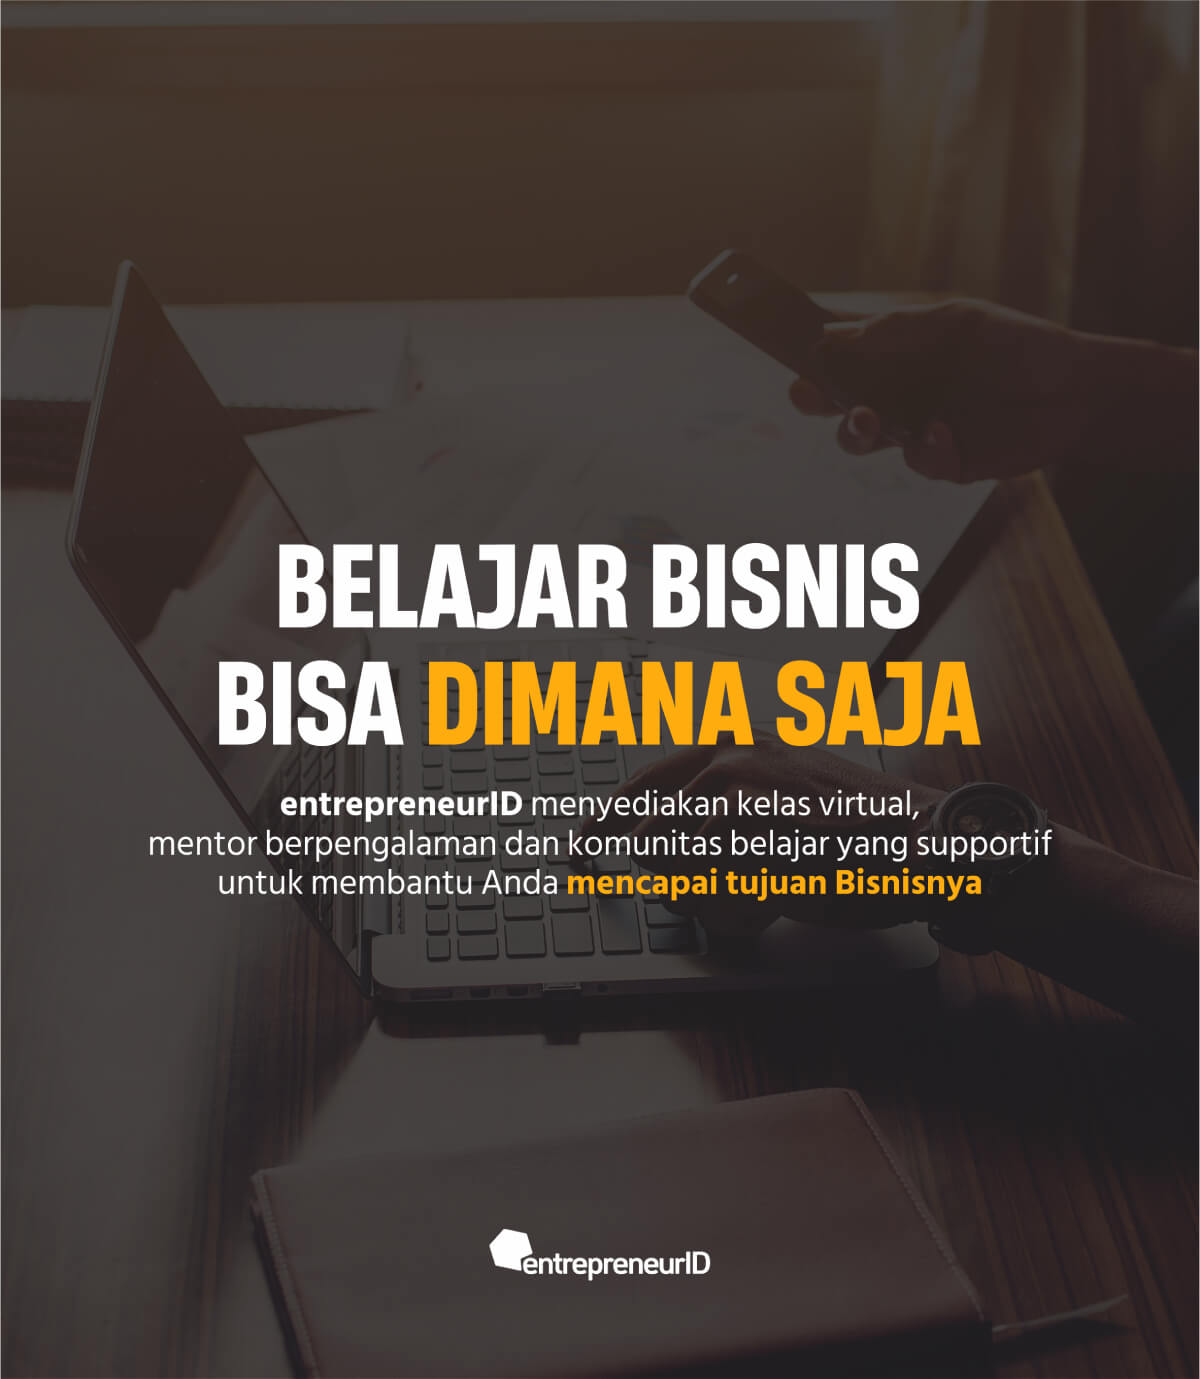 BELAJAR BISNIS
BISA DIMANA SAJA
entrepreneurID menyediakan kelas virtual,
mentor berpengalaman dan komunitas belajar yang supportif
untuk membantu Anda mencapai tujuan Bisnisnya
entrepreneurID